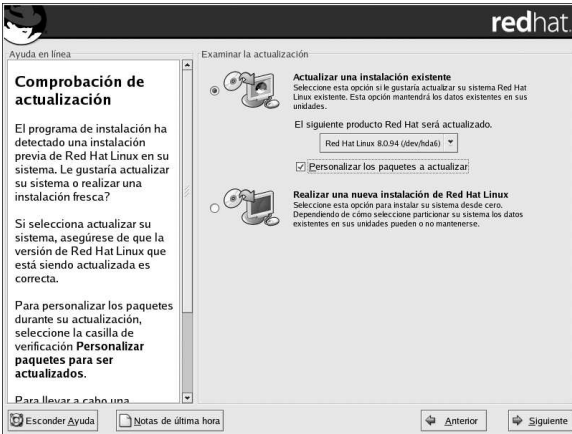 redhat.
Ayuda en línea
Comprobación de
actualización
El programa de instalación ha
detectado una instalación
previa de Red Hat Linux en su
sistema. Le gustaría actualizar
su sistema o realizar una
instalación fresca?
Si selecciona actualizar su
sistema, asegúrese de que la
versión de Red Hat Linux que
está siendo actualizada es
correcta.
Para personalizar los paquetes
durante su actualización,
seleccione la casilla de
verificación Personalizar
paquetes para ser
actualizados.
Para llevar a cabo una
Examinar la actualización
Actualizar una instalación existente
Seleccione esta opción si le gustaría actualizar su sistema Red Hat
Linux existente. Esta opción mantendrá los datos existentes en sus
unidades.
El siguiente producto Red Hat será actualizado.
Red Hat Linux 8.0.94 (/dev/hda6)
Personalizar los paquetes a actualizar
Realizar una nueva instalación de Red Hat Linux
Seleccione esta opción para instalar su sistema desde cero.
Dependiendo de cómo seleccione particionar su sistema los datos
existentes en sus unidades pueden o no mantenerse.
Esconder Ayuda
Notas de última hora
Anterior
Siguiente